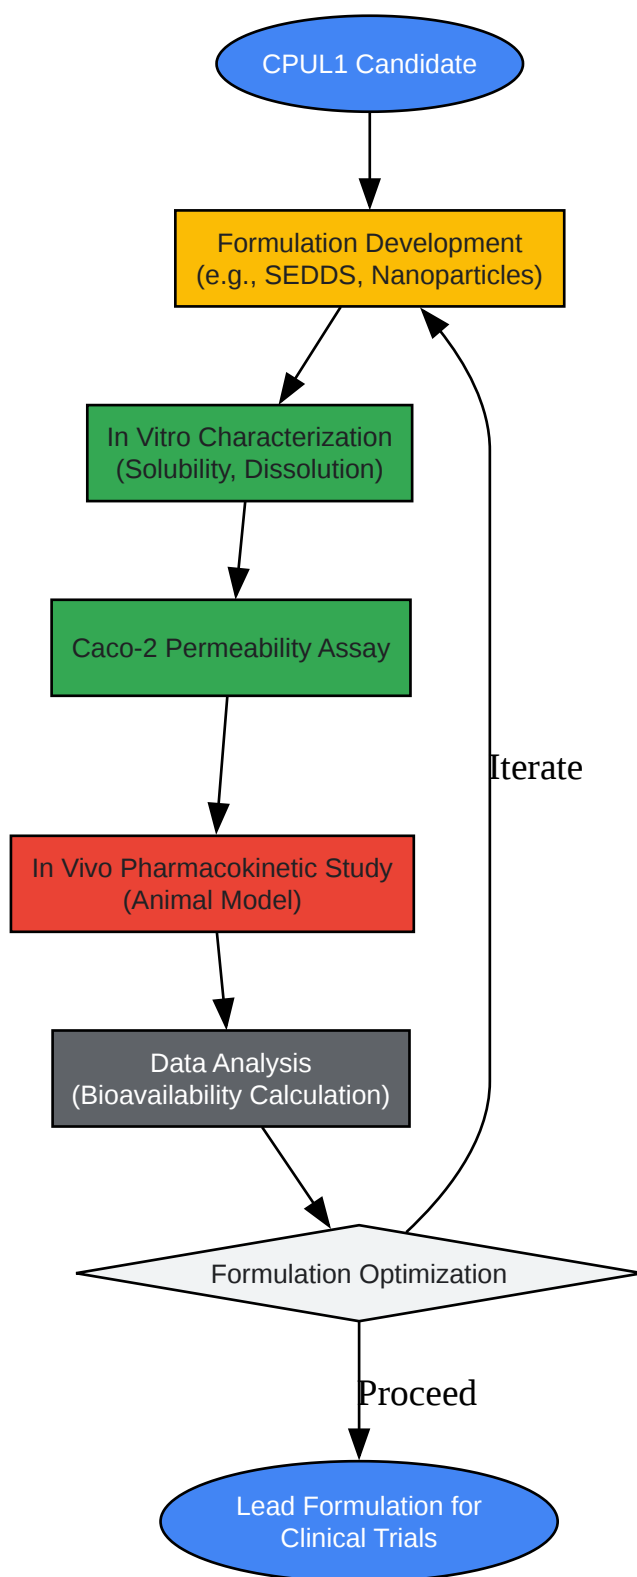 CPUL1 Candidate
Formulation Development
(e.g., SEDDS, Nanoparticles)
In Vitro Characterization
(Solubility, Dissolution)
Caco-2 Permeability Assay
Iterate
In Vivo Pharmacokinetic Study
(Animal Model)
Data Analysis
(Bioavailability Calculation)
Formulation Optimization
Proceed
Lead Formulation for
Clinical Trials